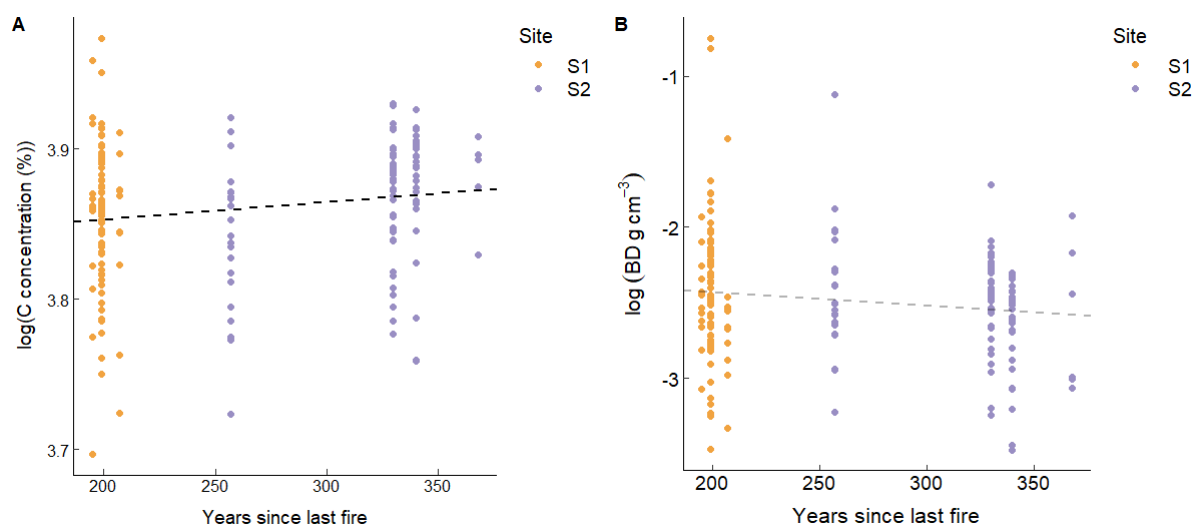 A
Site
S1
S2
log(C concentration (%))
3.9
3.8
3.7
200
250
300
350
Years since last fire
B
Site
S1
S2
log (BD g cm⁻³)
-1
-2
-3
200
250
300
350
Years since last fire